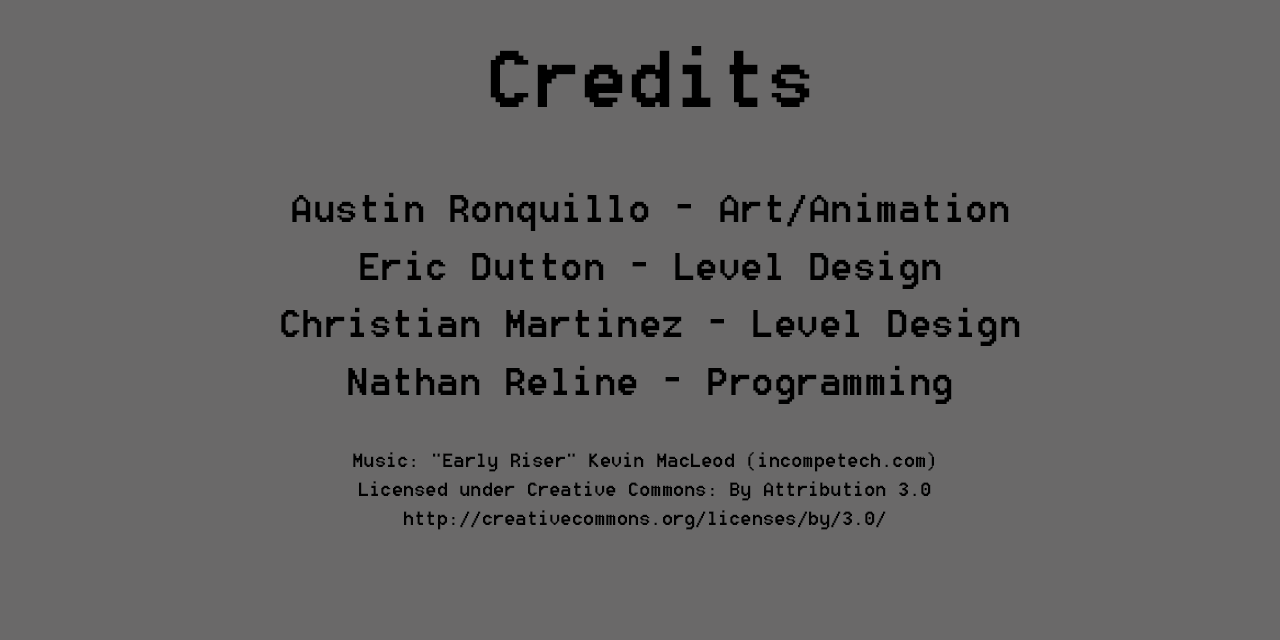 Credits
Austin Ronquillo - Art/Animation
Eric Dutton - Level Design
Christian Martinez - Level Design
Nathan Reline - Programming
Music: "Early Riser" Kevin MacLeod (incompetech.com)
Licensed under Creative Commons: By Attribution 3.0
http://creativecommons.org/licenses/by/3.0/